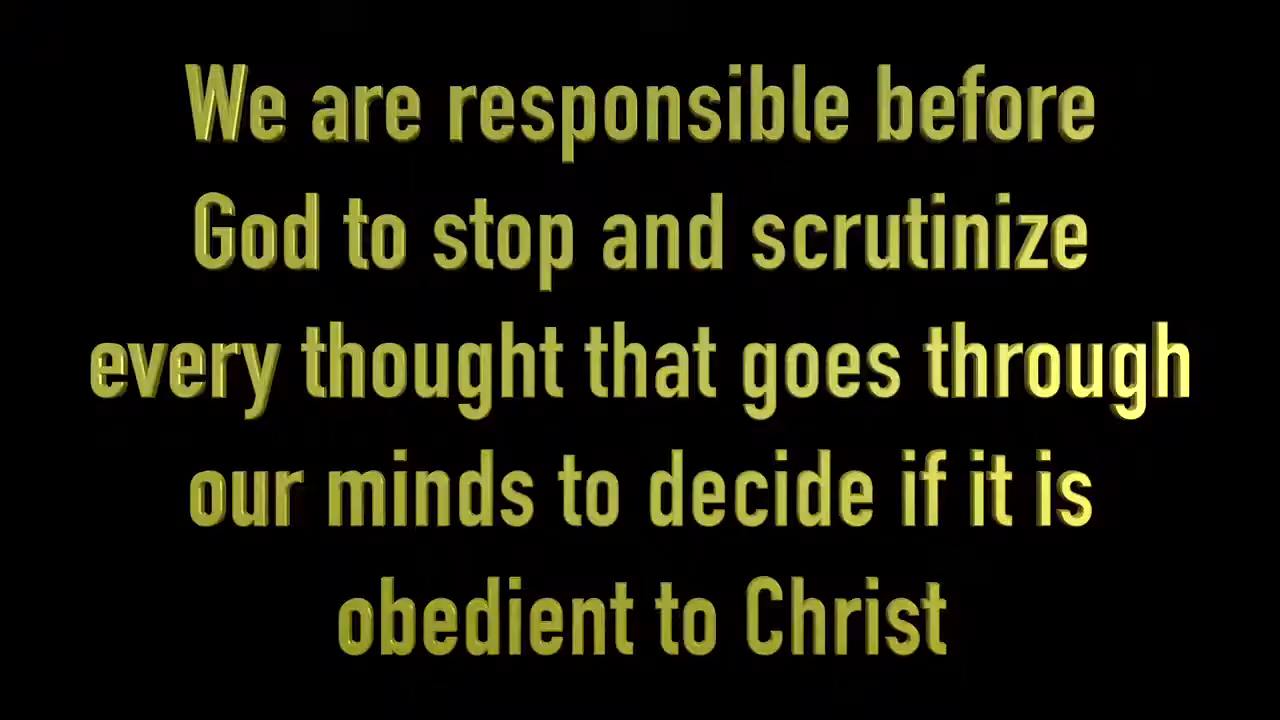 We are responsible before
God to stop and scrutinize
every thought that goes through
our minds to decide if it is
obedient to Christ